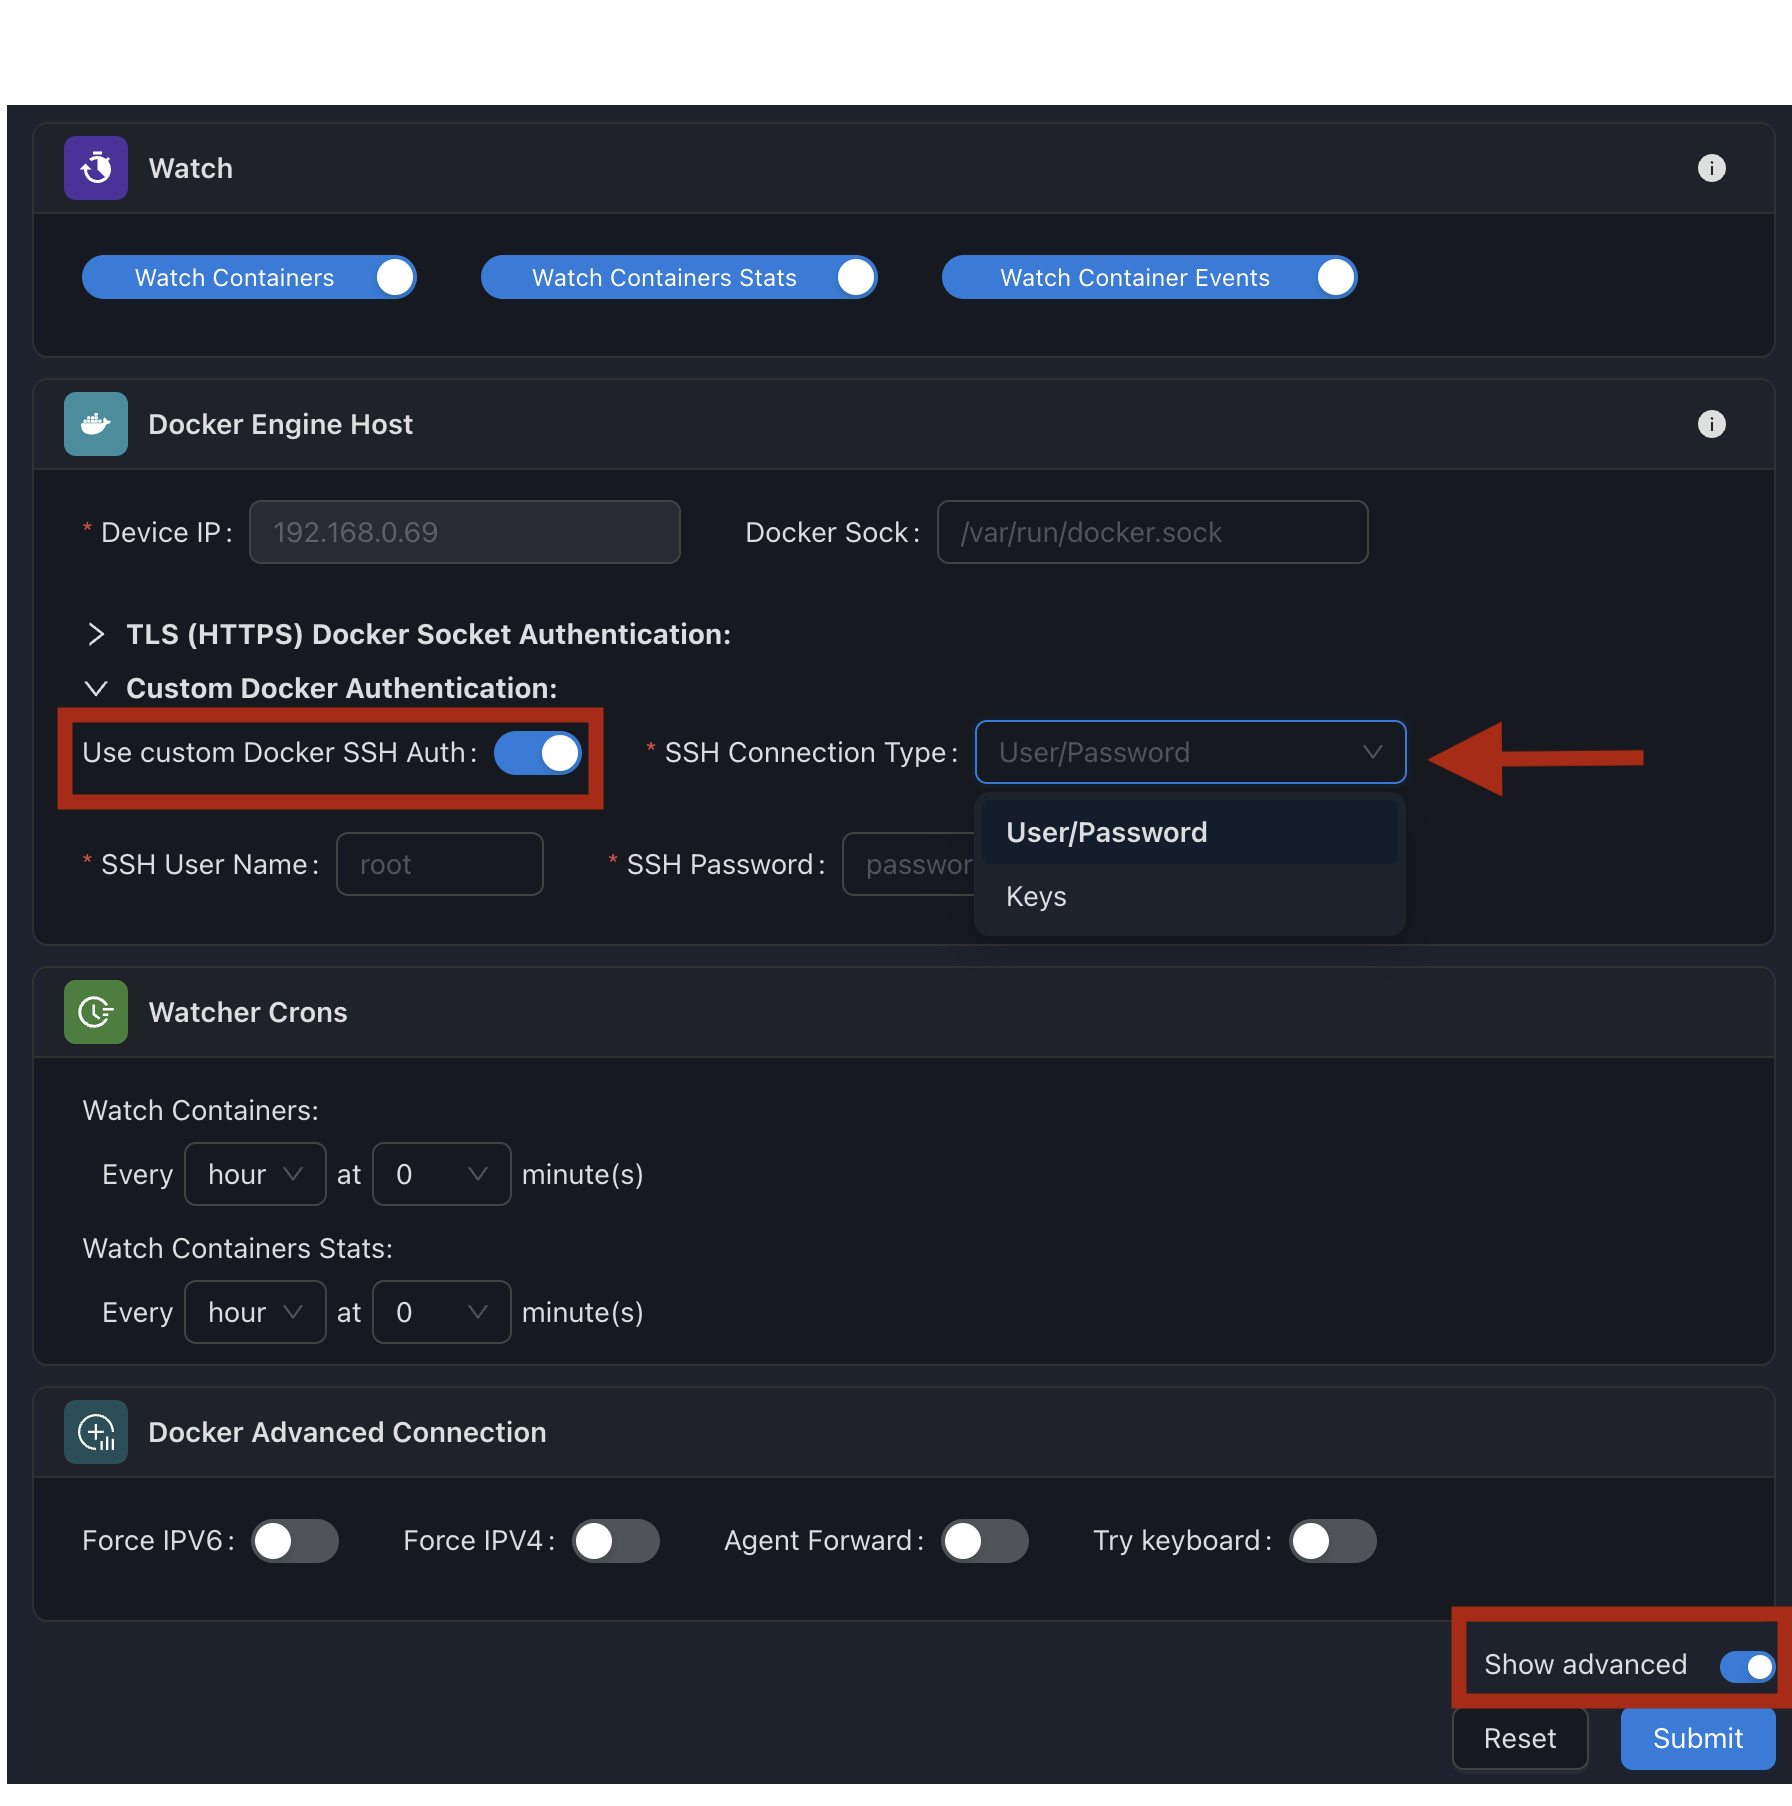 Watch
Watch Containers Watch Containers Stats Watch Container Events
Docker Engine Host
* Device IP: 192.168.0.69 Docker Sock: /var/run/docker.sock
TLS (HTTPS) Docker Socket Authentication:
Custom Docker Authentication:
Use custom Docker SSH Auth: * SSH Connection Type: User/Password
User/Password
* SSH User Name: root * SSH Password: passwor
Keys
Watcher Crons
Watch Containers:
Every hour at 0 minute(s)
Watch Containers Stats:
Every hour at 0 minute(s)
Docker Advanced Connection
Force IPV6: Force IPV4: Agent Forward: Try keyboard:
Show advanced
Reset Submit